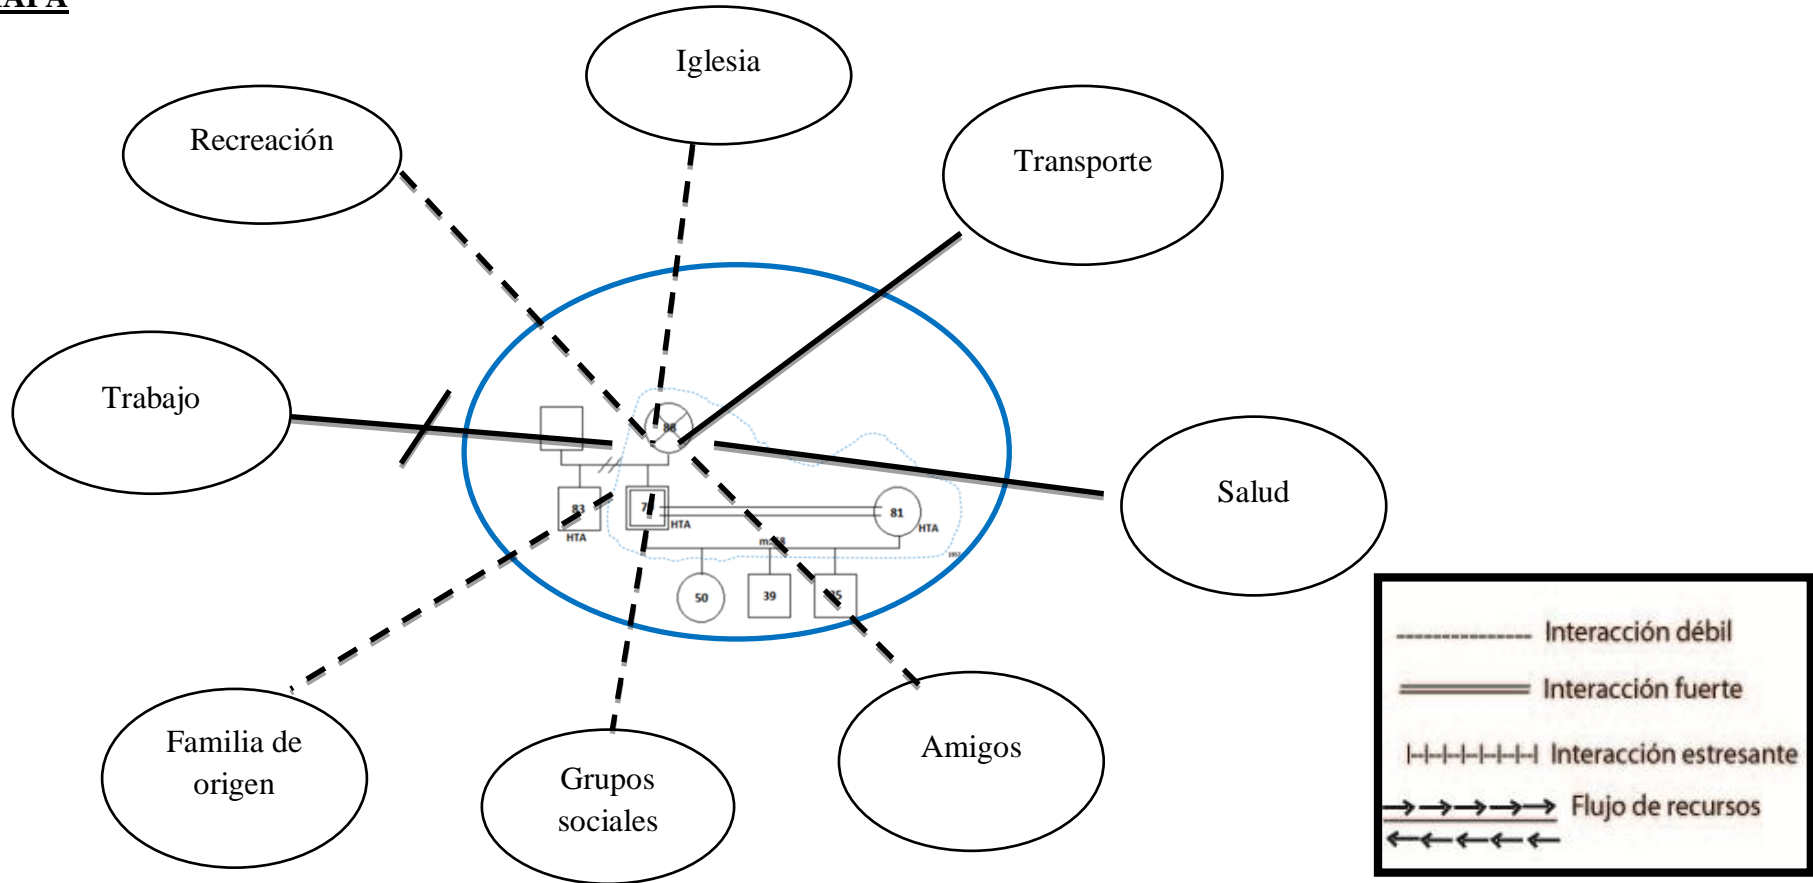 Iglesia
Recreación
Transporte
Trabajo
Salud
83
HTA
HTA
81
HTA
50
39
Familia de
origen
Grupos
sociales
Amigos
Interacción débil
Interacción fuerte
Interacción estresante
Flujo de recursos